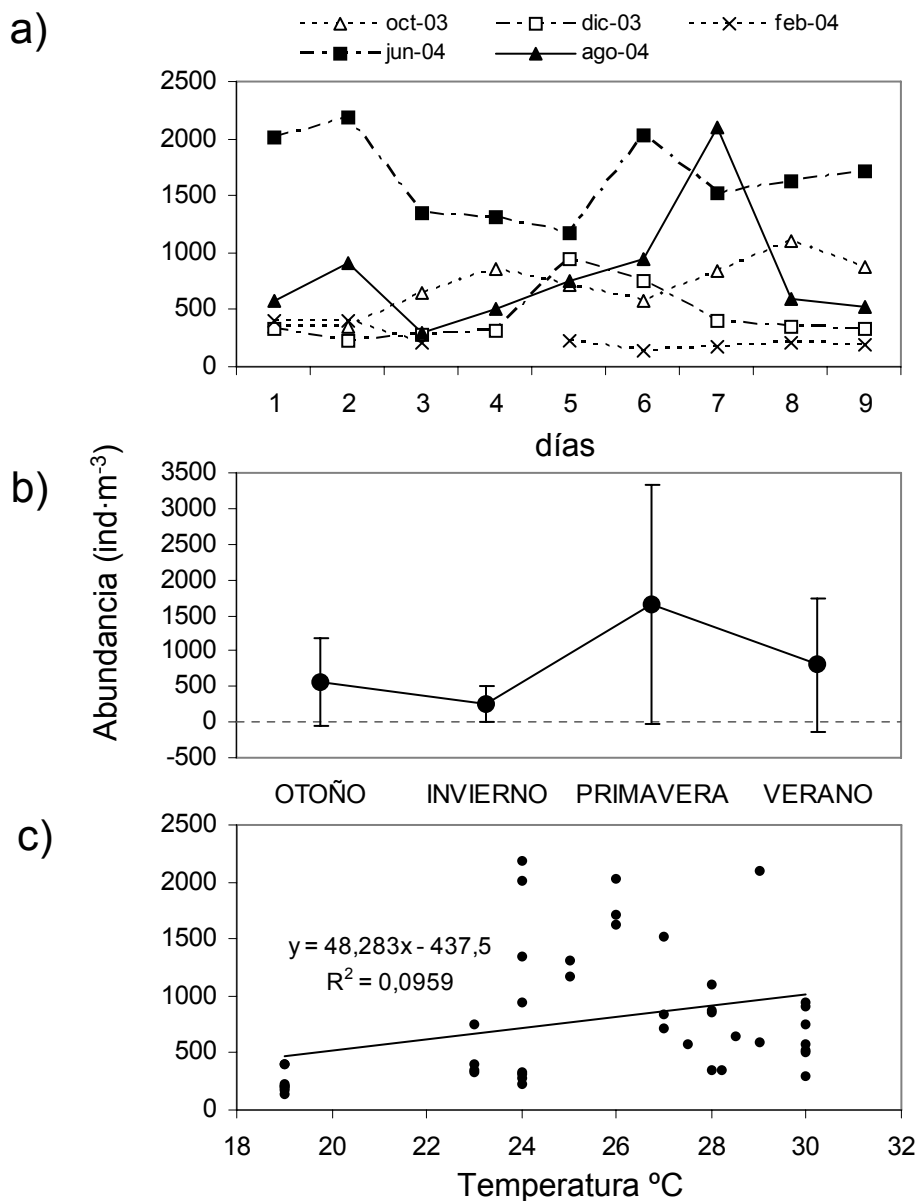 a)
oct-03 dic-03 feb-04
jun-04 ago-04
2500
2000
1500
1000
500
0
1 2 3 4 5 6 7 8 9
días
b)
Abundancia (ind·m⁻³)
3500
3000
2500
2000
1500
1000
500
0
-500
OTOÑO INVIERNO PRIMAVERA VERANO
c)
2500
2000
1500
1000
500
0
y = 48,283x - 437,5
R² = 0,0959
18 20 22 24 26 28 30 32
Temperatura ºC